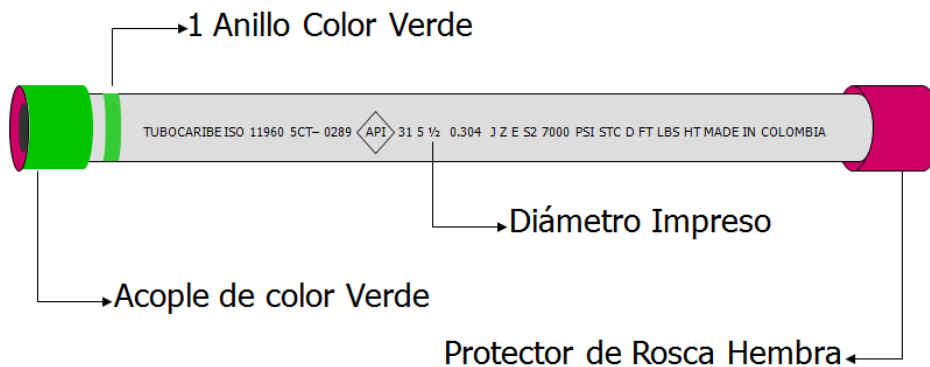 1 Anillo Color Verde
TUBOCARIBE ISO 11960 5CT– 0289 API 31 5 ½ 0.304 J Z E S2 7000 PSI STC D FT LBS HT MADE IN COLOMBIA
Diámetro Impreso
Acople de color Verde
Protector de Rosca Hembra